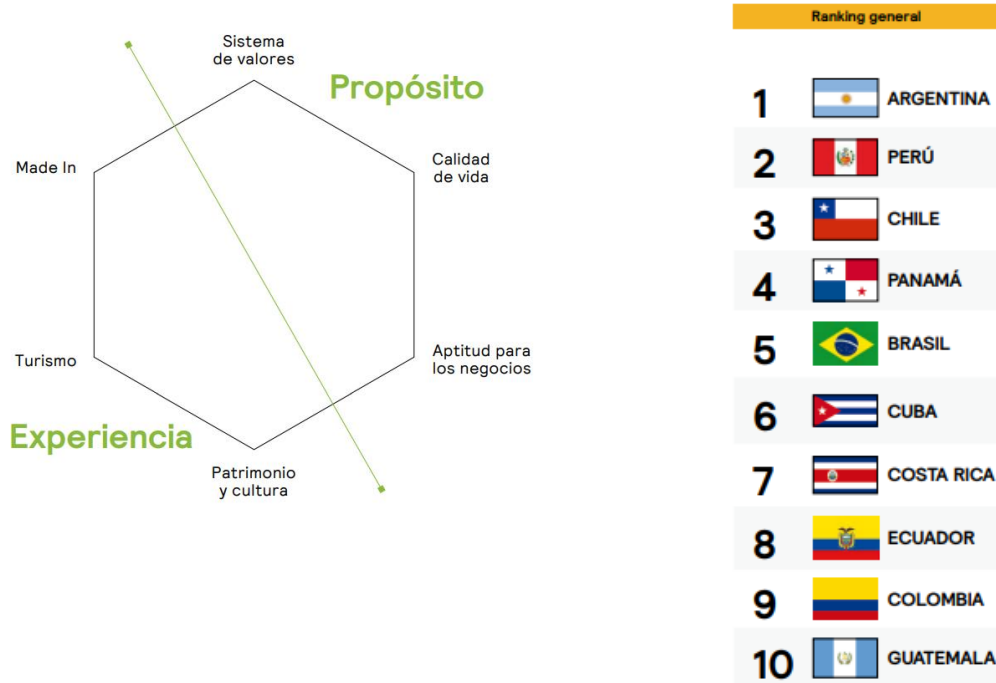 Sistema
de valores
Propósito
Made In
Calidad
de vida
Turismo
Aptitud para
los negocios
Experiencia
Patrimonio
y cultura
Ranking general
1 ARGENTINA
2 PERÚ
3 CHILE
4 PANAMÁ
5 BRASIL
6 CUBA
7 COSTA RICA
8 ECUADOR
9 COLOMBIA
10 GUATEMALA